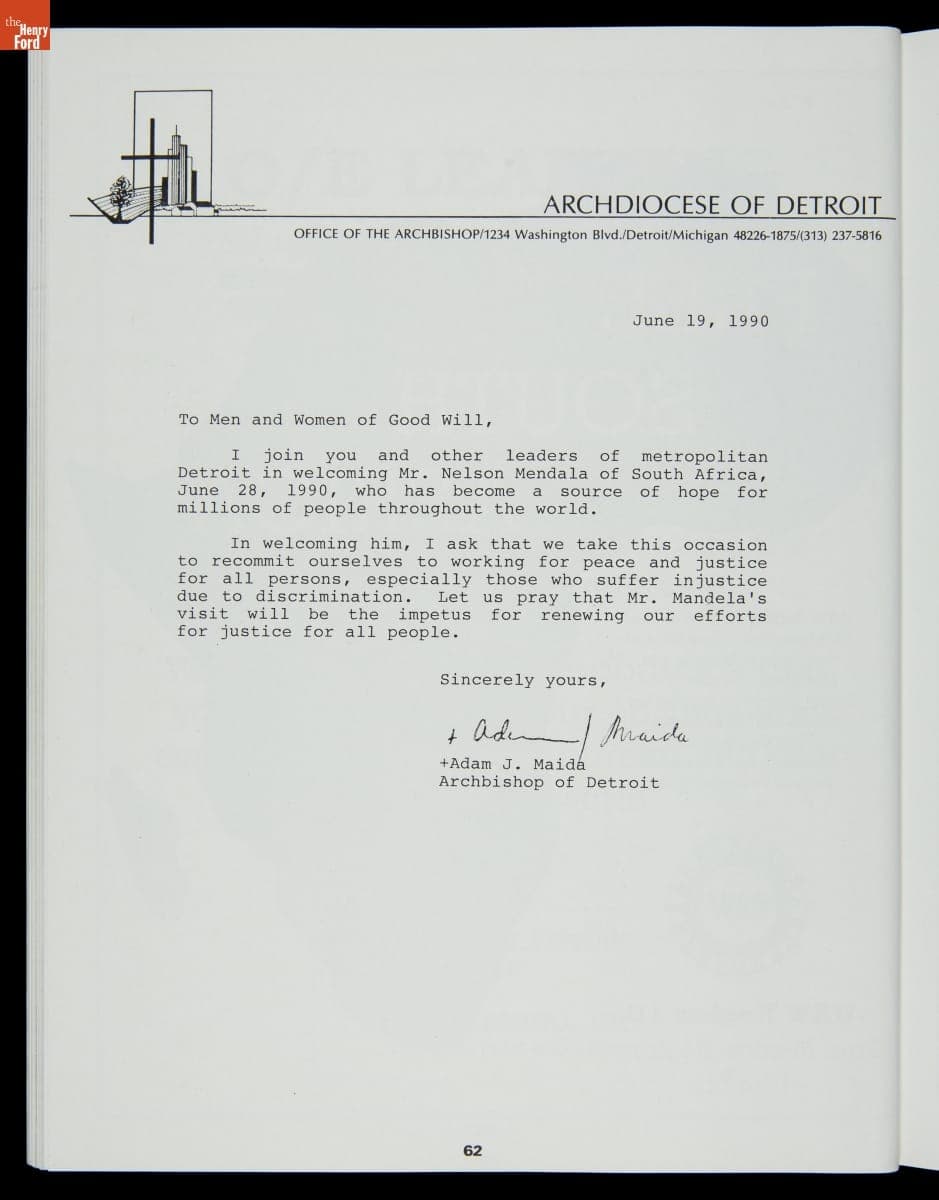 the
Henry
Ford
ARCHDIOCESE OF DETROIT
OFFICE OF THE ARCHBISHOP/1234 Washington Blvd./Detroit/Michigan 48226-1875/(313) 237-5816
June 19, 1990
To Men and Women of Good Will,
I join you and other leaders of metropolitan
Detroit in welcoming Mr. Nelson Mendala of South Africa,
June 28, 1990, who has become a source of hope for
millions of people throughout the world.
In welcoming him, I ask that we take this occasion
to recommit ourselves to working for peace and justice
for all persons, especially those who suffer injustice
due to discrimination. Let us pray that Mr. Mandela's
visit will be the impetus for renewing our efforts
for justice for all people.
Sincerely yours,
+ Adam J Maida
+Adam J. Maida
Archbishop of Detroit
62